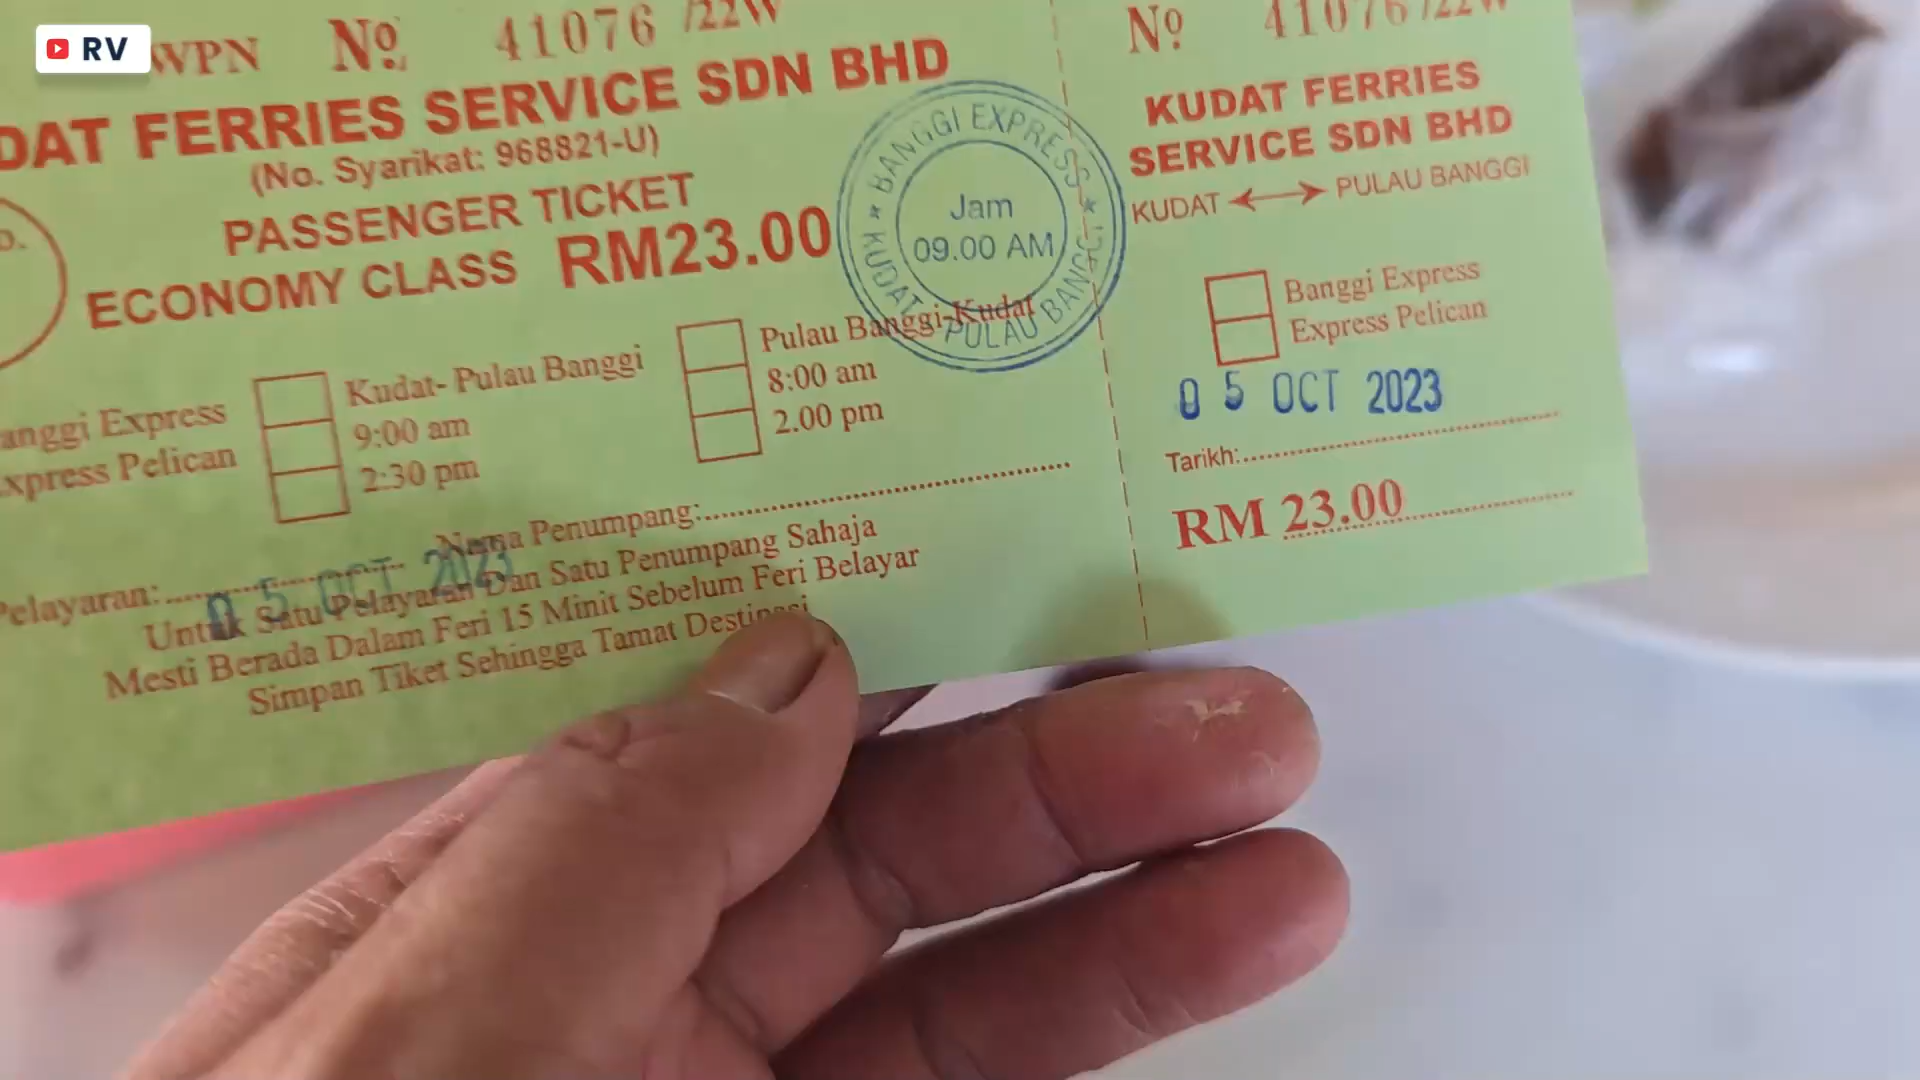 RV
WPN Nº 41076 /22W
DAT FERRIES SERVICE SDN BHD
(No. Syarikat: 968821-U)
PASSENGER TICKET
ECONOMY CLASS RM23.00
BANGGI EXPRESS
KUDAT - PULAU BANGGI
Jam
09.00 AM
anggi Express
xpress Pelican
Kudat- Pulau Banggi
9:00 am
2:30 pm
Pulau Banggi-Kudat
8:00 am
2.00 pm
Pelayaran:
05 OCT 2023
Nama Penumpang:
Untuk Satu Pelayaran Dan Satu Penumpang Sahaja
Mesti Berada Dalam Feri 15 Minit Sebelum Feri Belayar
Simpan Tiket Sehingga Tamat Destinasi
Nº 41076 /22W
KUDAT FERRIES
SERVICE SDN BHD
KUDAT ⟷ PULAU BANGGI
Banggi Express
Express Pelican
05 OCT 2023
Tarikh:
RM 23.00